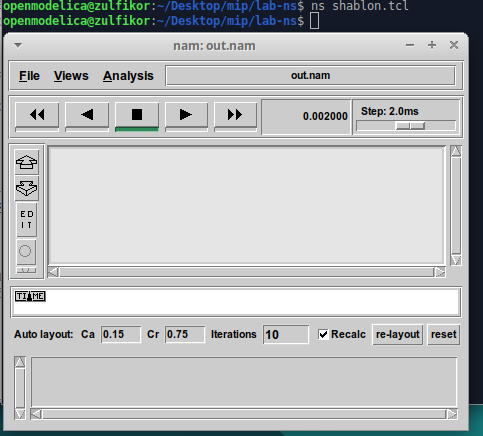 openmodelica@zulfikor:~/Desktop/mip/lab-ns$ ns shablon.tcl
openmodelica@zulfikor:~/Desktop/mip/lab-ns$
nam: out.nam
File Views Analysis out.nam
0.002000 Step: 2.0ms
ED
IT
TIME
Auto layout: Ca 0.15 Cr 0.75 Iterations 10 Recalc re-layout reset